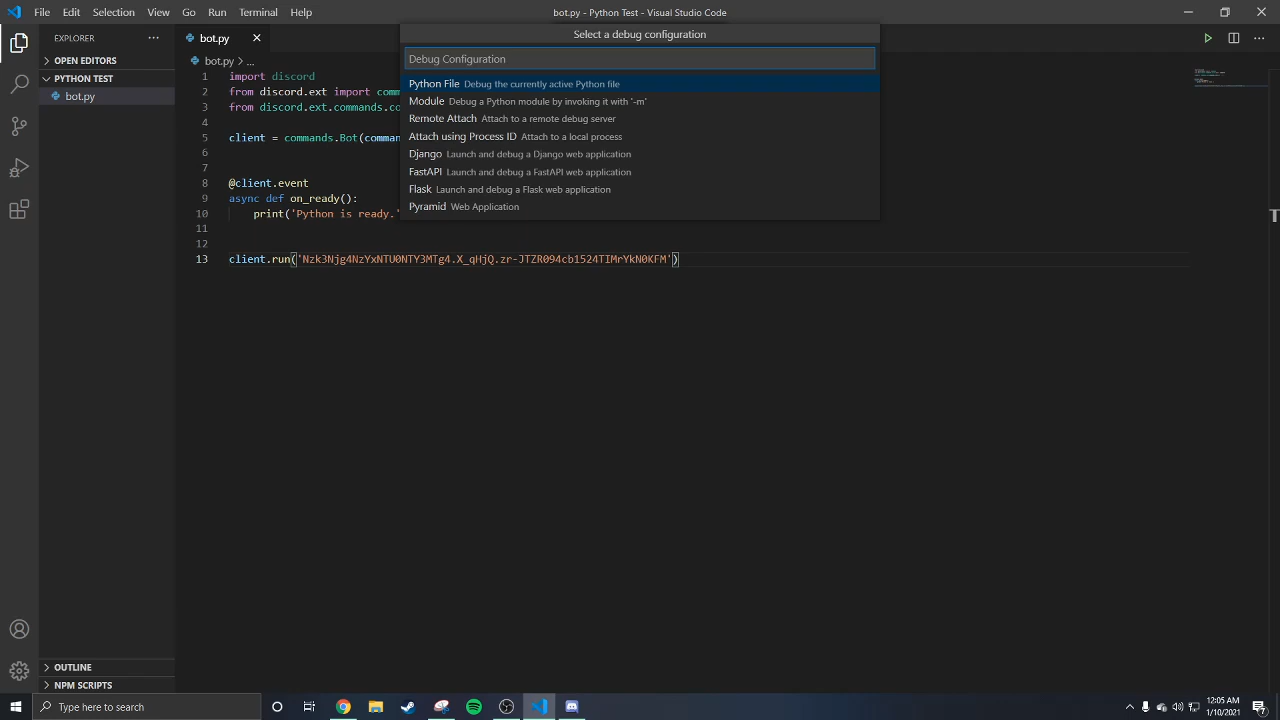 File Edit Selection View Go Run Terminal Help
bot.py - Python Test - Visual Studio Code
EXPLORER
OPEN EDITORS
PYTHON TEST
bot.py
OUTLINE
NPM SCRIPTS
bot.py
bot.py > ...
Select a debug configuration
Debug Configuration
Python File Debug the currently active Python file
Module Debug a Python module by invoking it with '-m'
Remote Attach Attach to a remote debug server
Attach using Process ID Attach to a local process
Django Launch and debug a Django web application
FastAPI Launch and debug a FastAPI web application
Flask Launch and debug a Flask web application
Pyramid Web Application
1 import discord
2 from discord.ext import comm
3 from discord.ext.commands.co
4
5 client = commands.Bot(comman
6
7
8 @client.event
9 async def on_ready():
10 print('Python is ready.'
11
12
13 client.run('Nzk3Njg4NzYxNTU0NTY3MTg4.X_qHjQ.zr-JTZR094cb1524TIMrYkN0KFM')
Type here to search
12:05 AM
1/10/2021